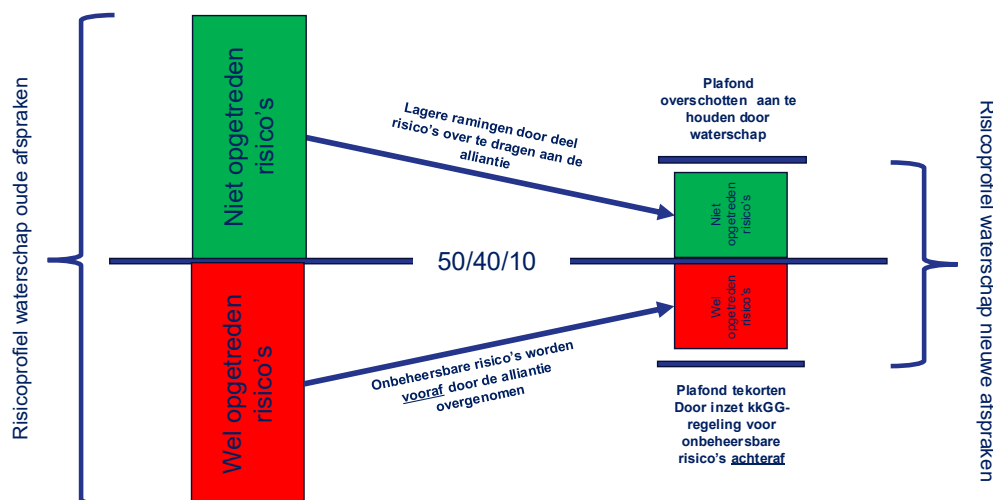 Risicoprofiel waterschap oude afspraken
Niet opgetreden
risico's
Wel opgetreden
risico's
Lagere ramingen door deel
risico's over te dragen aan de
alliantie
50/40/10
Onbeheersbare risico's worden
vooraf door de alliantie
overgenomen
Plafond
overschotten aan te
houden door
waterschap
Niet
opgetreden
risico's
Wel
opgetreden
risico's
Plafond tekorten
Door inzet kkGG-
regeling voor
onbeheersbare
risico's achteraf
Risicoprofiel waterschap nieuwe afspraken